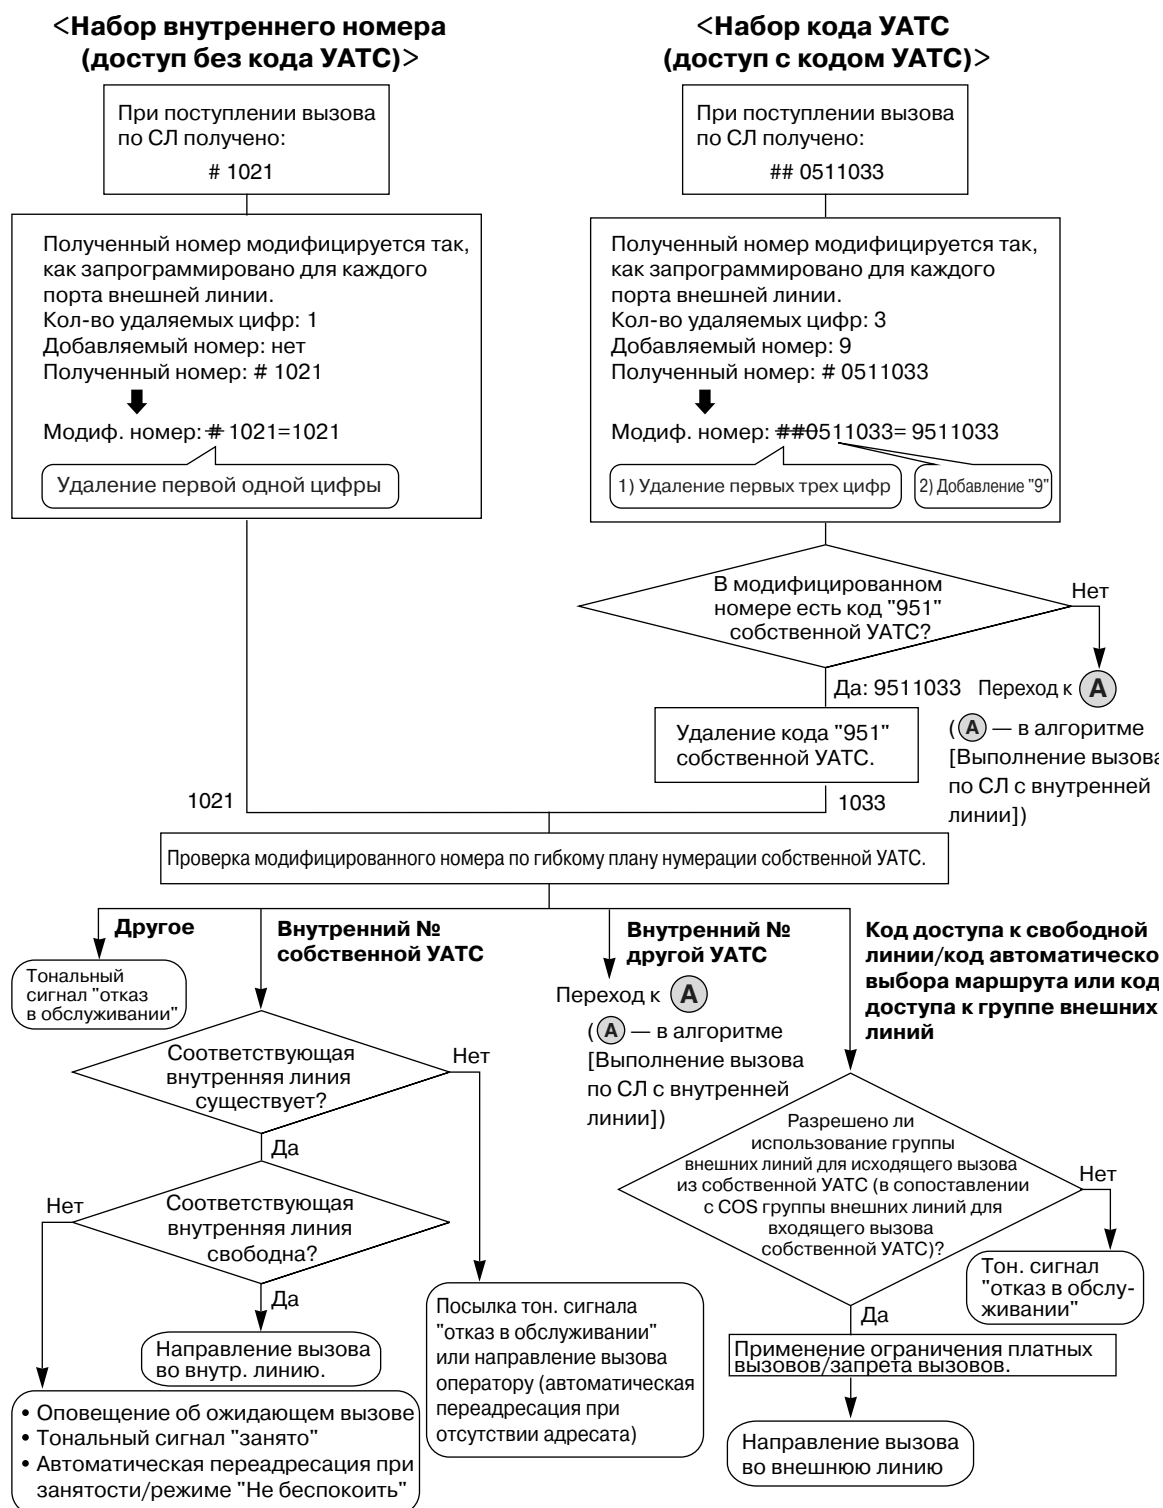 <Набор внутреннего номера
(доступ без кода УАТС)>
При поступлении вызова
по СЛ получено:
# 1021
Полученный номер модифицируется так,
как запрограммировано для каждого
порта внешней линии.
Кол-во удаляемых цифр: 1
Добавляемый номер: нет
Полученный номер: # 1021
Модиф. номер: # 1021=1021
Удаление первой одной цифры
<Набор кода УАТС
(доступ с кодом УАТС)>
При поступлении вызова
по СЛ получено:
## 0511033
Полученный номер модифицируется так,
как запрограммировано для каждого
порта внешней линии.
Кол-во удаляемых цифр: 3
Добавляемый номер: 9
Полученный номер: # 0511033
Модиф. номер: ##0511033= 9511033
1) Удаление первых трех цифр
2) Добавление "9"
В модифицированном
номере есть код "951"
собственной УАТС?
Нет
Да: 9511033
Переход к A
(A — в алгоритме
[Выполнение вызова
по СЛ с внутренней
линии])
Удаление кода "951"
собственной УАТС.
1021
1033
Проверка модифицированного номера по гибкому плану нумерации собственной УАТС.
Другое
Тональный
сигнал "отказ
в обслуживании"
Внутренний №
собственной УАТС
Внутренний №
другой УАТС
Переход к A
(A — в алгоритме
[Выполнение вызова
по СЛ с внутренней
линии])
Код доступа к свободной
линии/код автоматическо
выбора маршрута или код
доступа к группе внешних
линий
Соответствующая
внутренняя линия
существует?
Нет
Да
Соответствующая
внутренняя линия
свободна?
Нет
Да
Направление вызова
во внутр. линию.
• Оповещение об ожидающем вызове
• Тональный сигнал "занято"
• Автоматическая переадресация при
занятости/режиме "Не беспокоить"
Посылка тон. сигнала
"отказ в обслуживании"
или направление вызова
оператору (автоматическая
переадресация при
отсутствии адресата)
Разрешено ли
использование группы
внешних линий для исходящего вызова
из собственной УАТС (в сопоставлении
с COS группы внешних линий для
входящего вызова
собственной УАТС)?
Нет
Тон. сигнал
"отказ в обслу-
живании"
Да
Применение ограничения платных
вызовов/запрета вызовов.
Направление вызова
во внешнюю линию